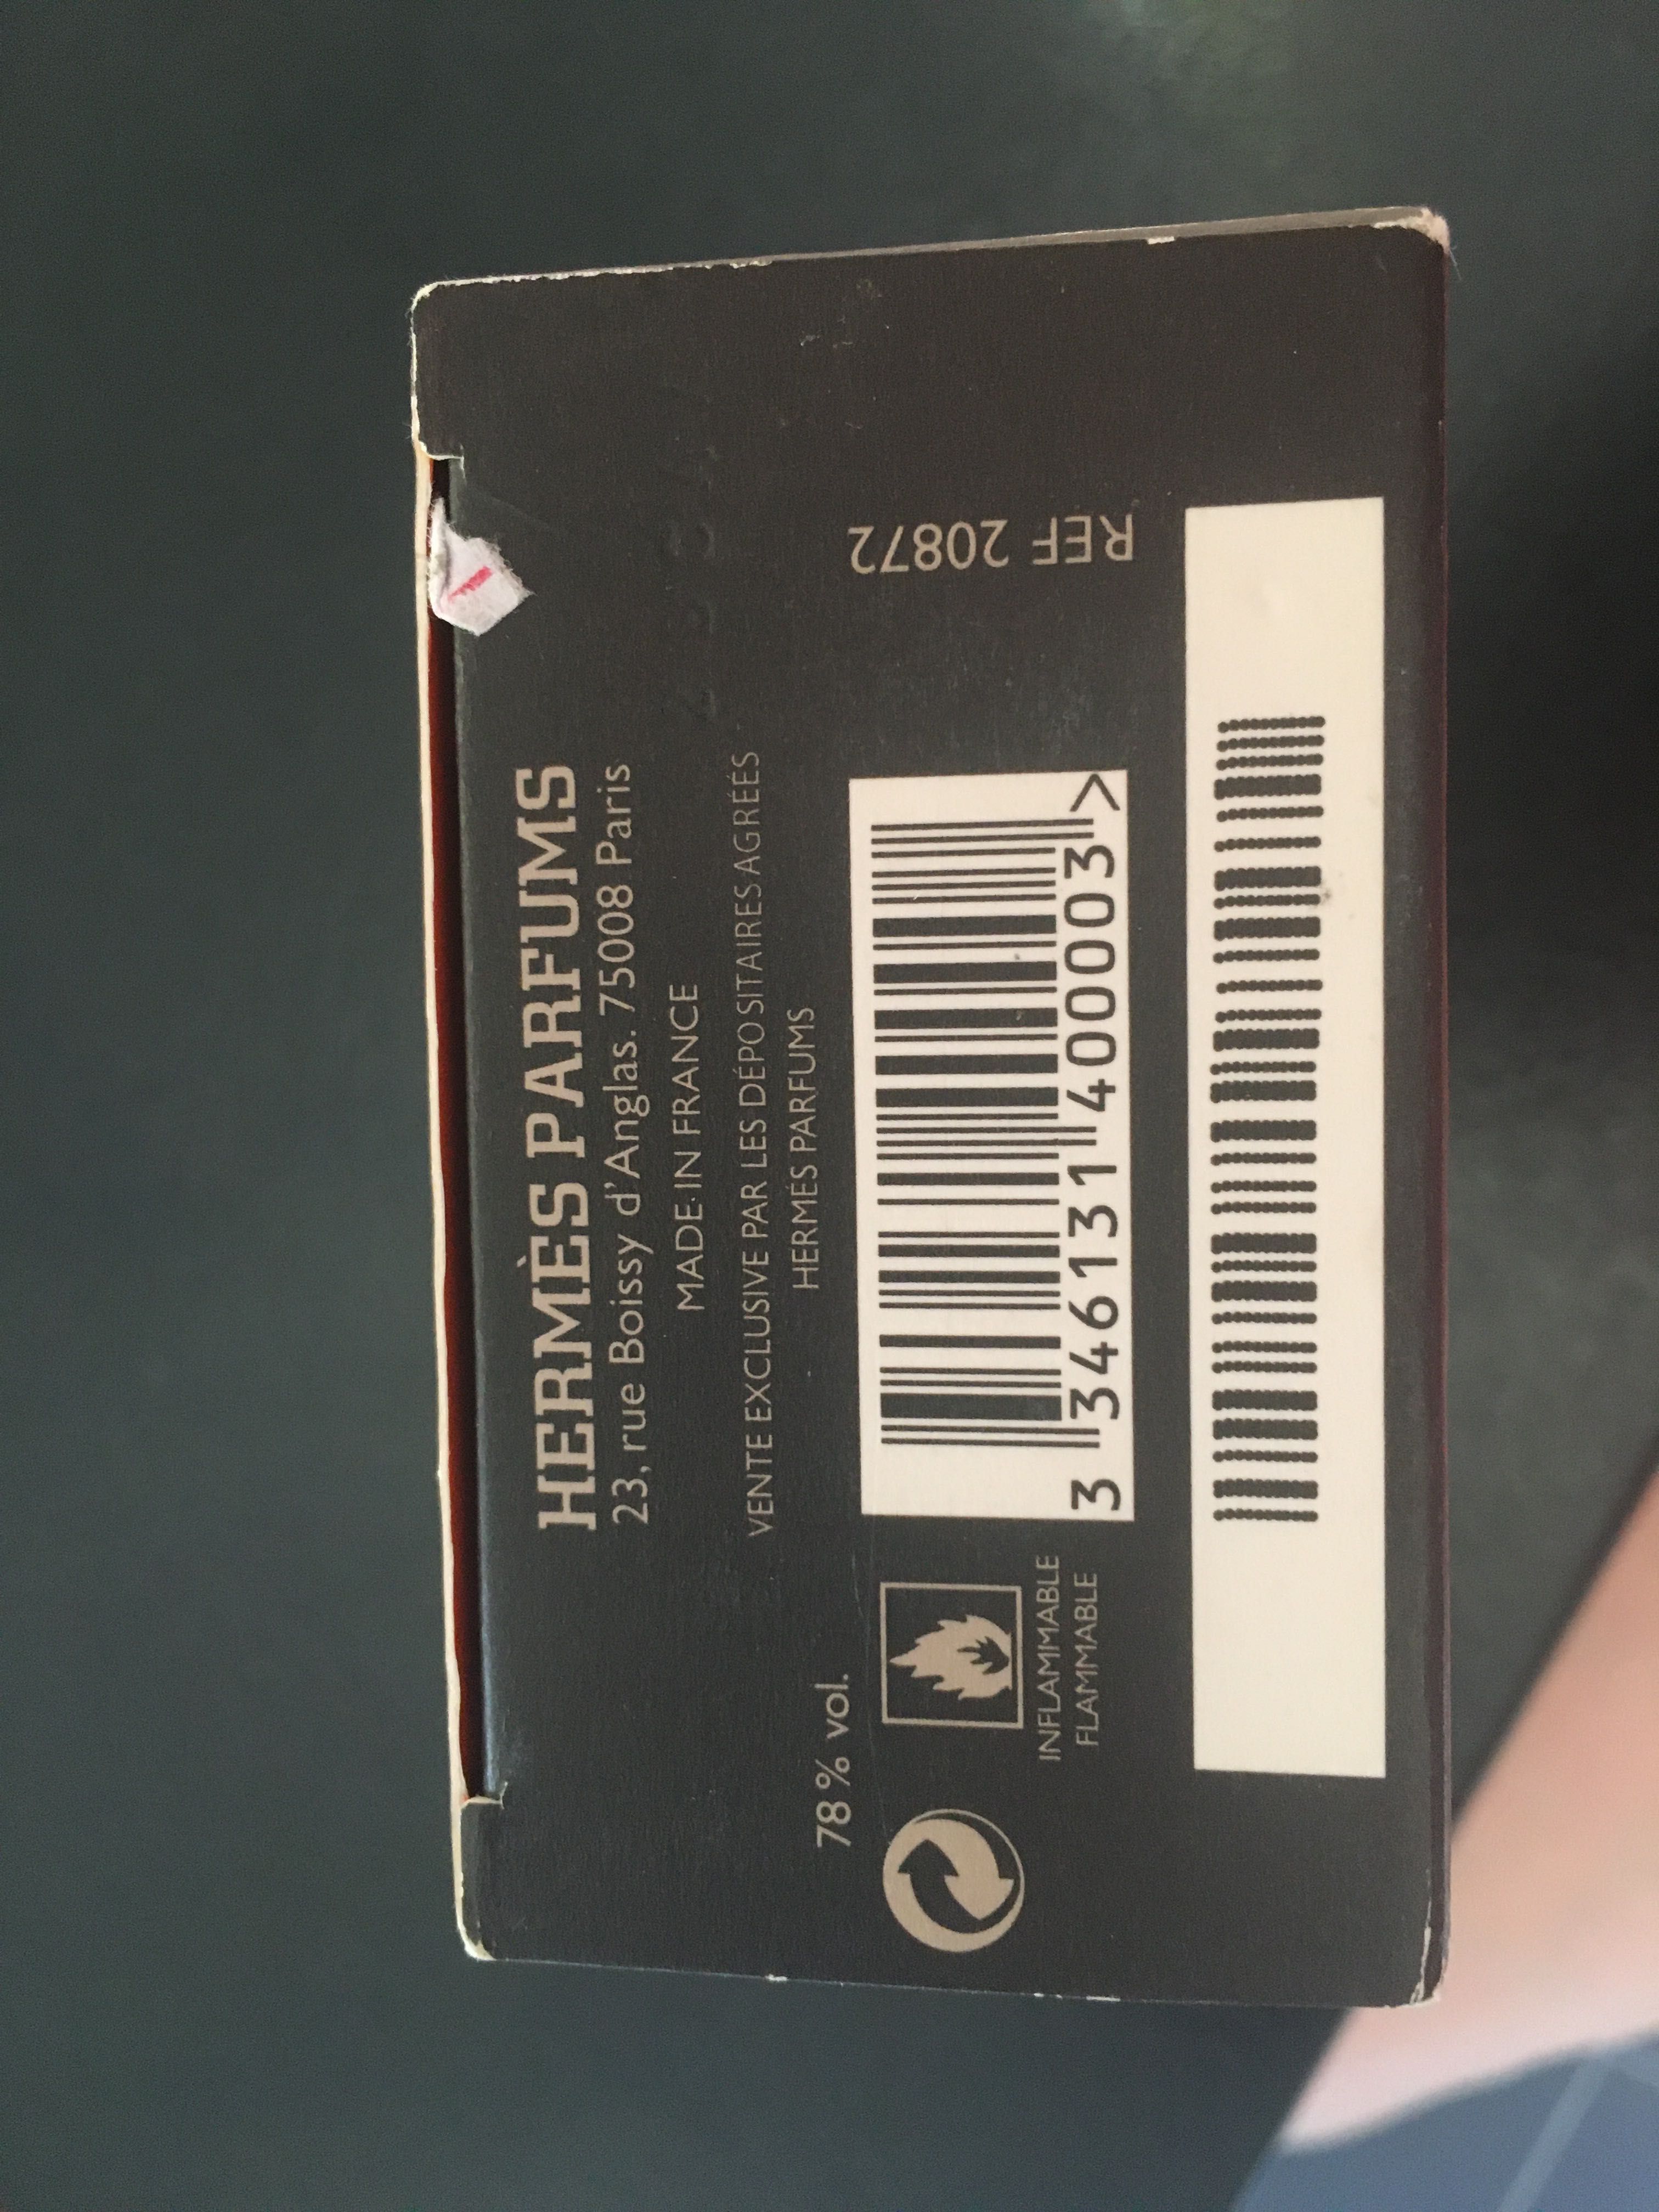 HERMÈS PARFUMS
23, rue Boissy d'Anglas. 75008 Paris
MADE IN FRANCE
VENTE EXCLUSIVE PAR LES DÉPOSITAIRES AGRÉÉS
HERMÈS PARFUMS
78 % vol.
INFLAMMABLE
FLAMMABLE
3 346131 400003 >
REF 20872